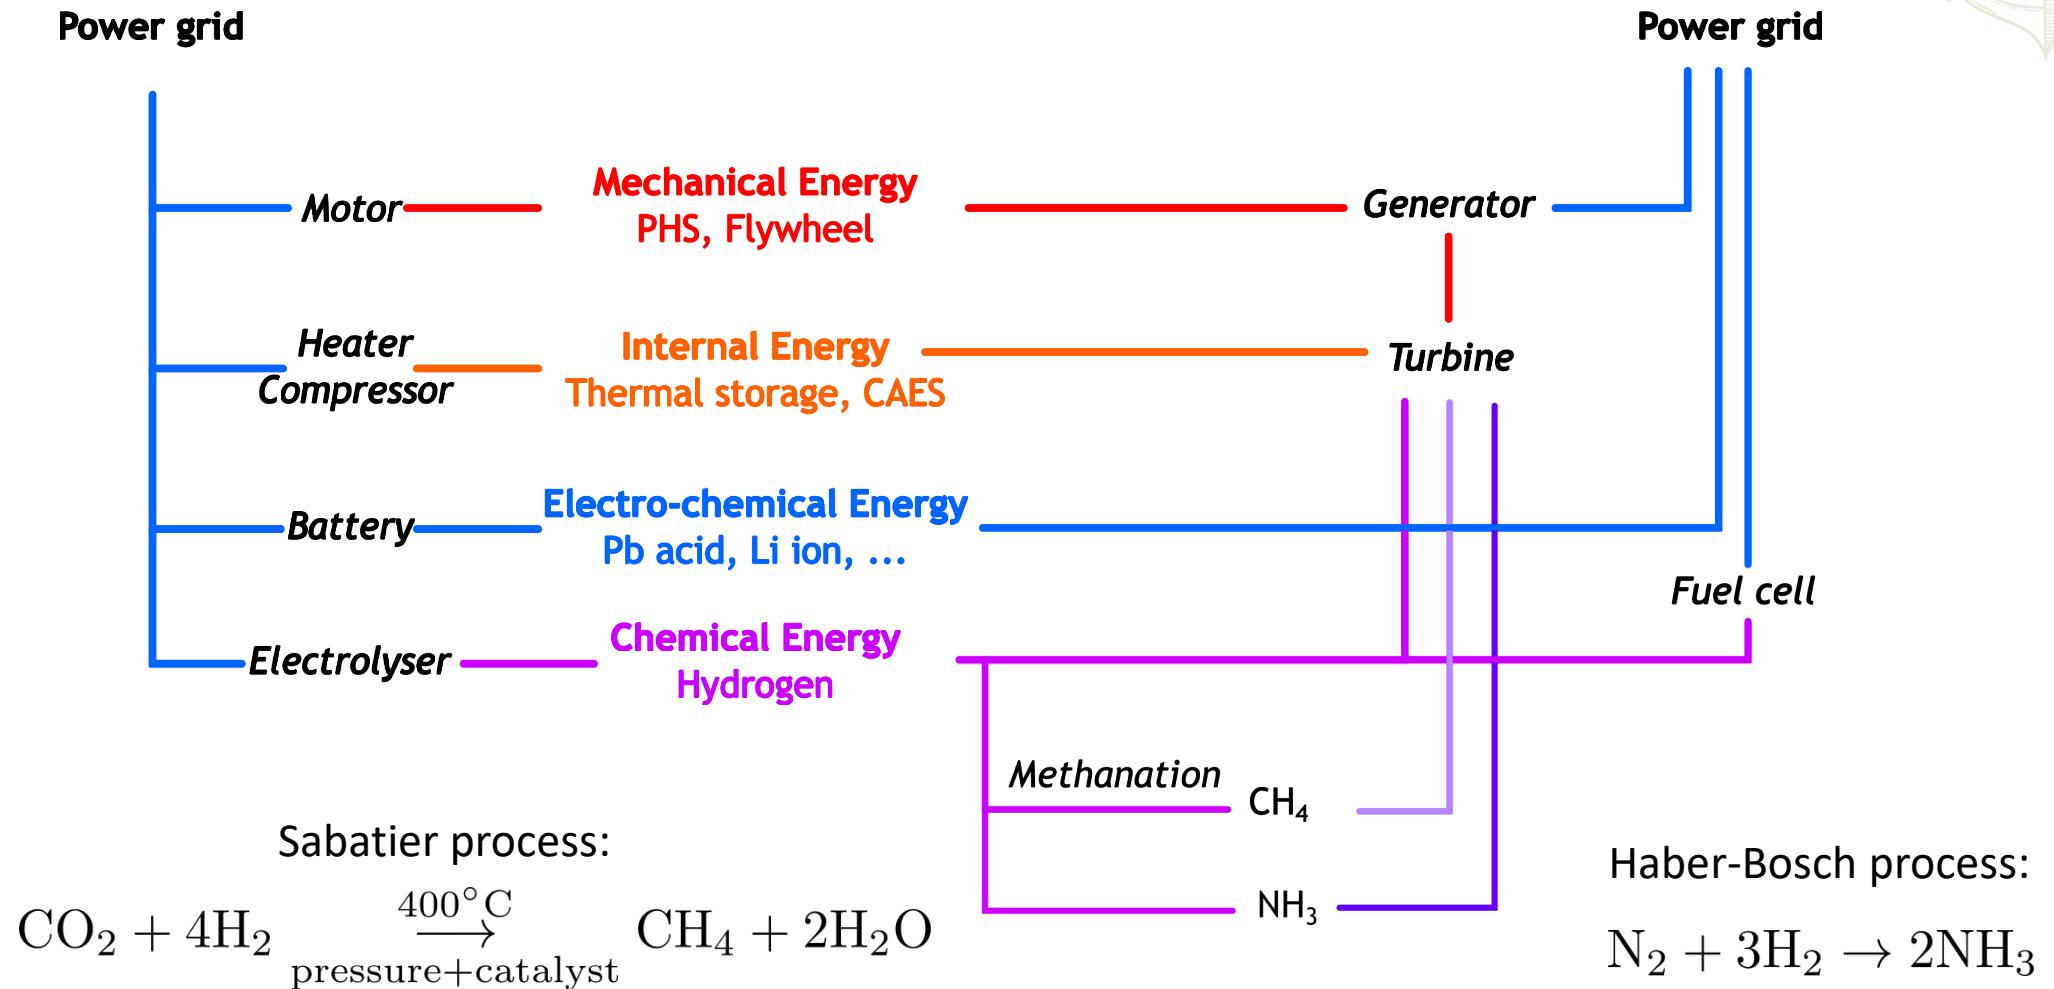 Power grid
Power grid
Motor
Mechanical Energy
PHS, Flywheel
Generator
Heater
Compressor
Internal Energy
Thermal storage, CAES
Turbine
Battery
Electro-chemical Energy
Pb acid, Li ion, ...
Fuel cell
Electrolyser
Chemical Energy
Hydrogen
Methanation
CH₄
NH₃
Sabatier process:
CO₂ + 4H₂ 400°C → pressure+catalyst CH₄ + 2H₂O
Haber-Bosch process:
N₂ + 3H₂ → 2NH₃